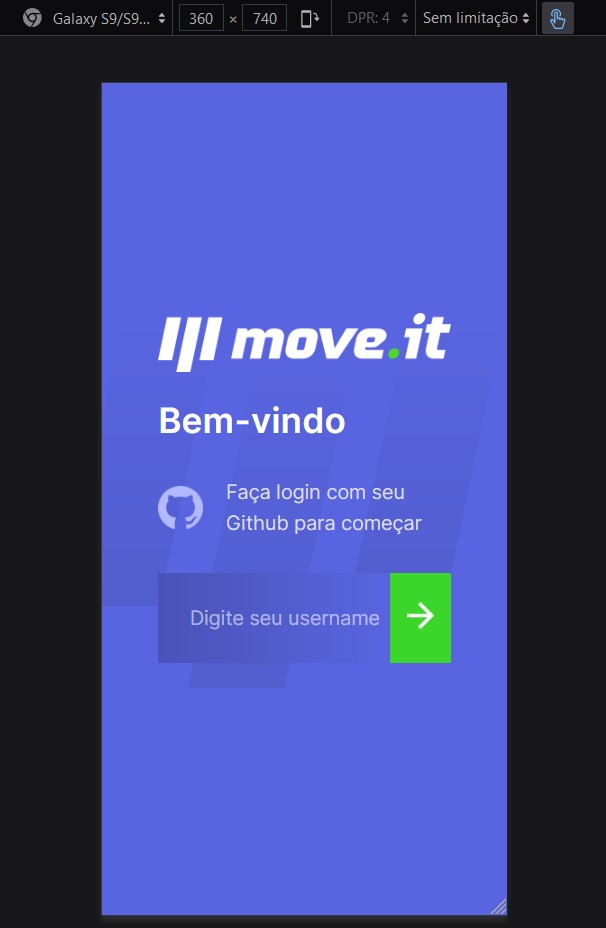 Galaxy S9/S9...
360 × 740
DPR: 4
Sem limitação
move.it
Bem-vindo
Faça login com seu
Github para começar
Digite seu username